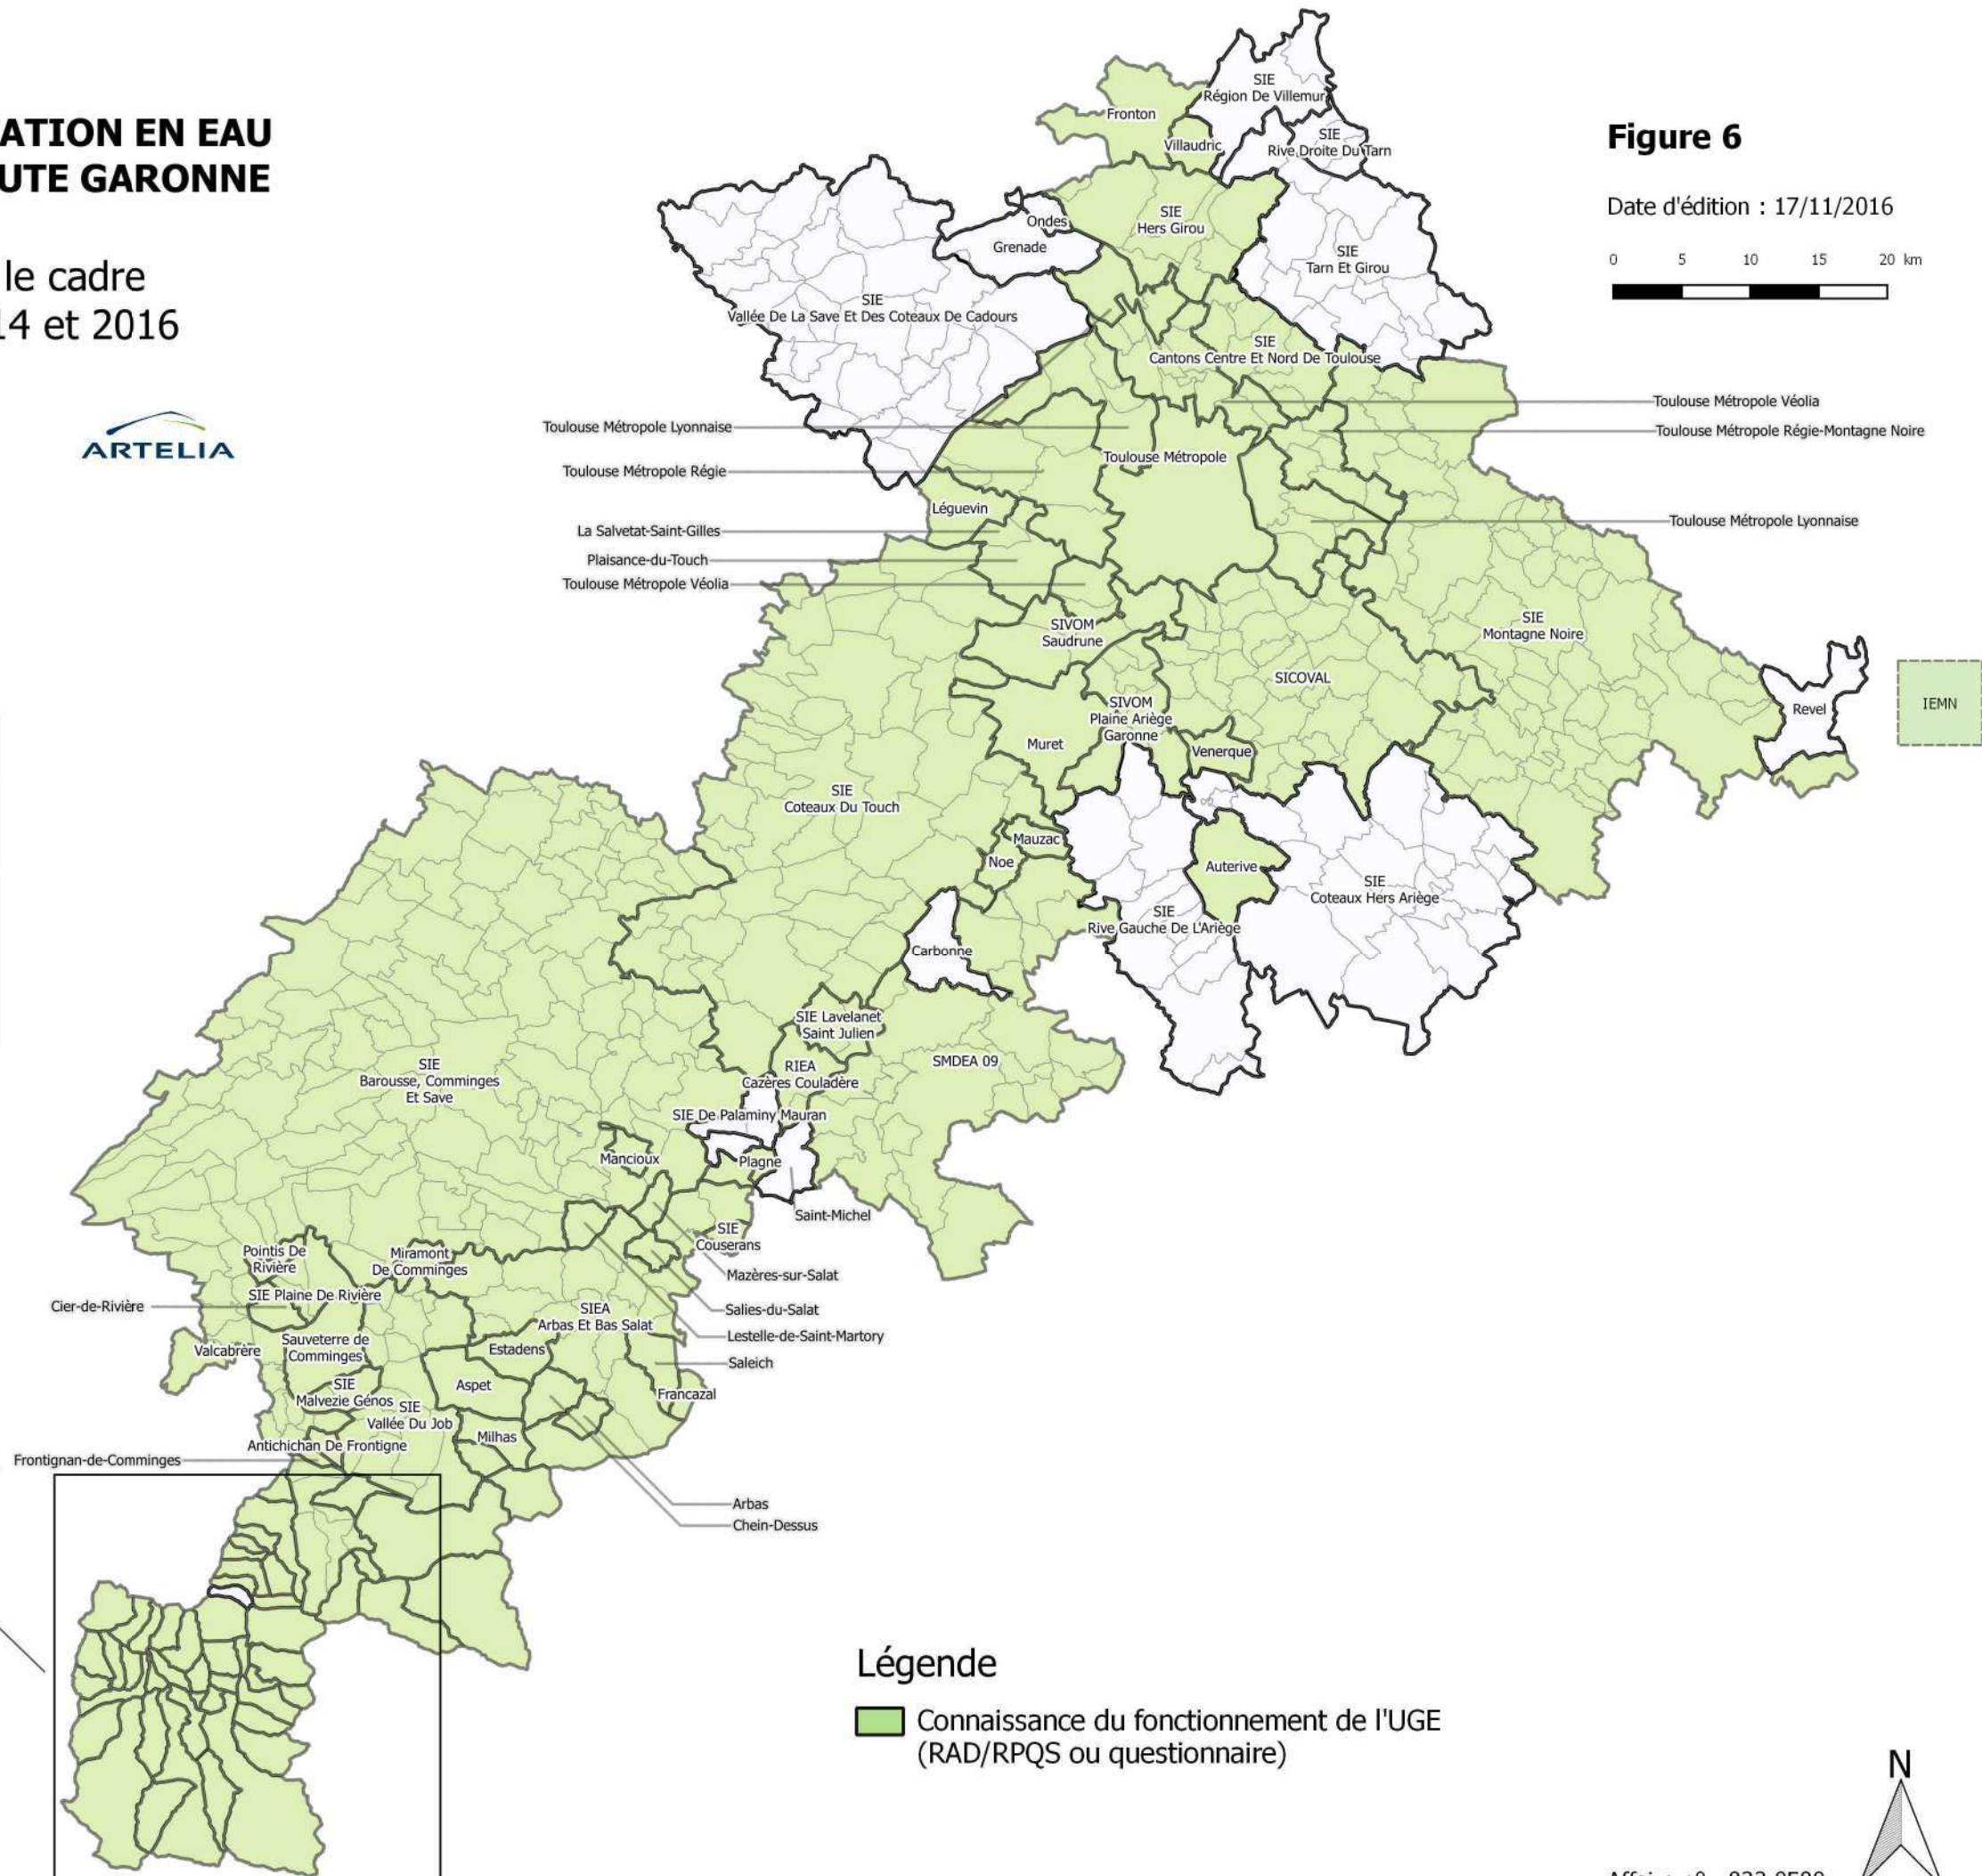 ATION EN EAU
UTE GARONNE
le cadre
14 et 2016
ARTELIA
Figure 6
Date d'édition : 17/11/2016
0 5 10 15 20 km
SIE
Région De Villemur
Fronton
Villaudric
SIE
Rive Droite Du Tarn
Ondes
Grenade
SIE
Hers Girou
SIE
Tarn Et Girou
SIE
Vallée De La Save Et Des Coteaux De Cadours
SIE
Cantons Centre Et Nord De Toulouse
Toulouse Métropole Véolia
Toulouse Métropole Lyonnaise
Toulouse Métropole Régie-Montagne Noire
Toulouse Métropole
Toulouse Métropole Régie
Léguevin
La Salvetat-Saint-Gilles
Toulouse Métropole Lyonnaise
Plaisance-du-Touch
Toulouse Métropole Véolia
SIVOM
Saudrune
SIE
Montagne Noire
SICOVAL
Revel
IEMN
SIVOM
Plaine Ariège
Garonne
Muret
Venerque
SIE
Coteaux Du Touch
Mauzac
Noe
Auterive
SIE
Coteaux Hers Ariège
SIE
Rive Gauche De L'Ariège
Carbonne
SIE Lavelanet
Saint Julien
SMDEA 09
RIEA
Cazères Couladère
SIE
Barousse, Comminges
Et Save
SIE De Palaminy Mauran
Mancioux
Plagne
Saint-Michel
SIE
Couserans
Pointis De
Rivière
Miramont
De Comminges
Mazères-sur-Salat
SIE Plaine De Rivière
Cier-de-Rivière
SIEA
Arbas Et Bas Salat
Salies-du-Salat
Lestelle-de-Saint-Martory
Valcabrère
Sauveterre de
Comminges
Estadens
Saleich
SIE
Malvezie Génos
Aspet
Francazal
SIE
Vallée Du Job
Milhas
Antichichan De Frontigne
Frontignan-de-Comminges
Arbas
Chein-Dessus
Légende
Connaissance du fonctionnement de l'UGE
(RAD/RPQS ou questionnaire)
N